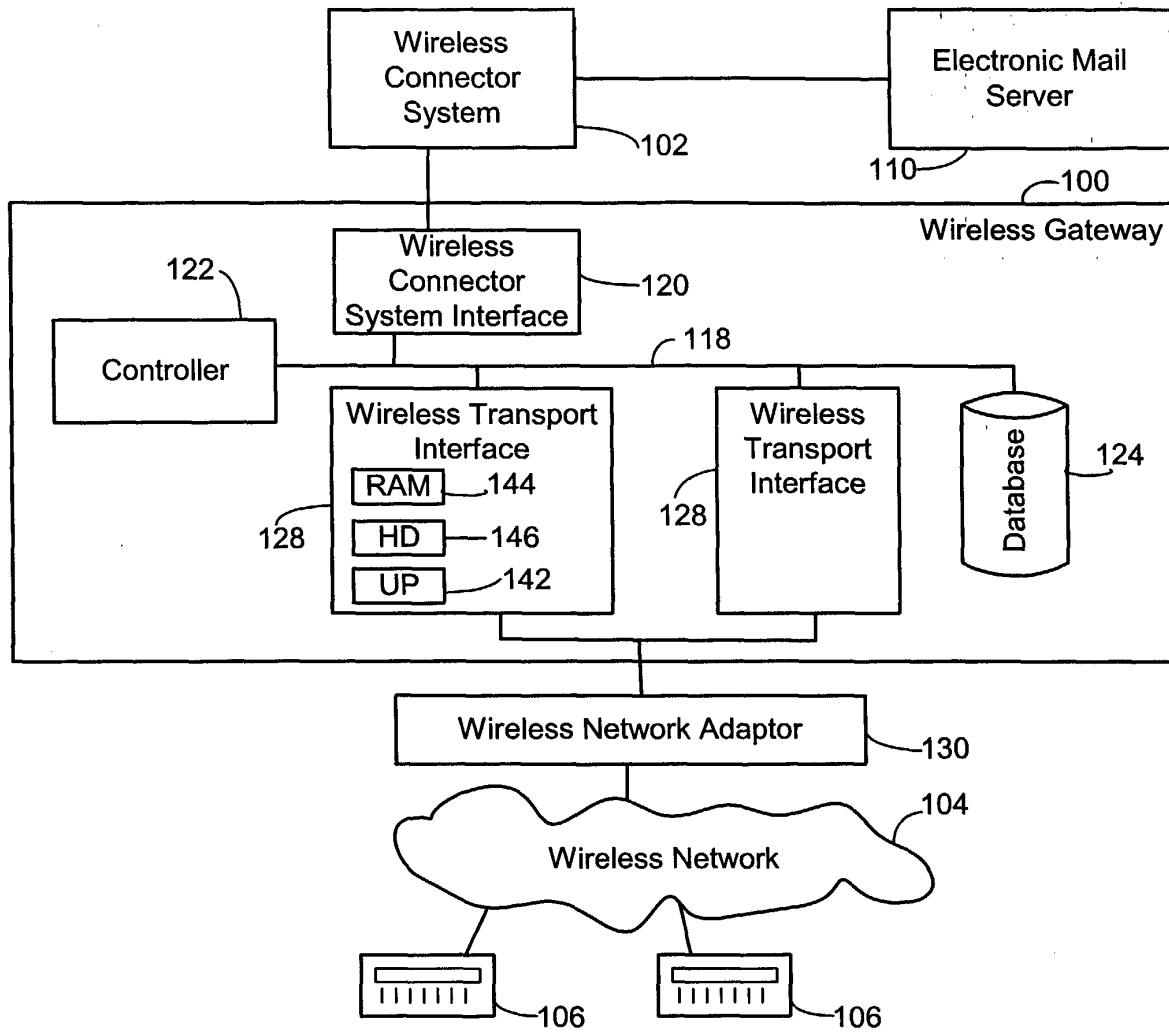 Wireless
Connector
System
102
Electronic Mail
Server
110
100
Wireless Gateway
Wireless
Connector
System Interface
120
122
Controller
118
Wireless Transport
Interface
RAM
144
HD
146
UP
142
128
Wireless
Transport
Interface
128
Database
124
Wireless Network Adaptor
130
104
Wireless Network
106
106